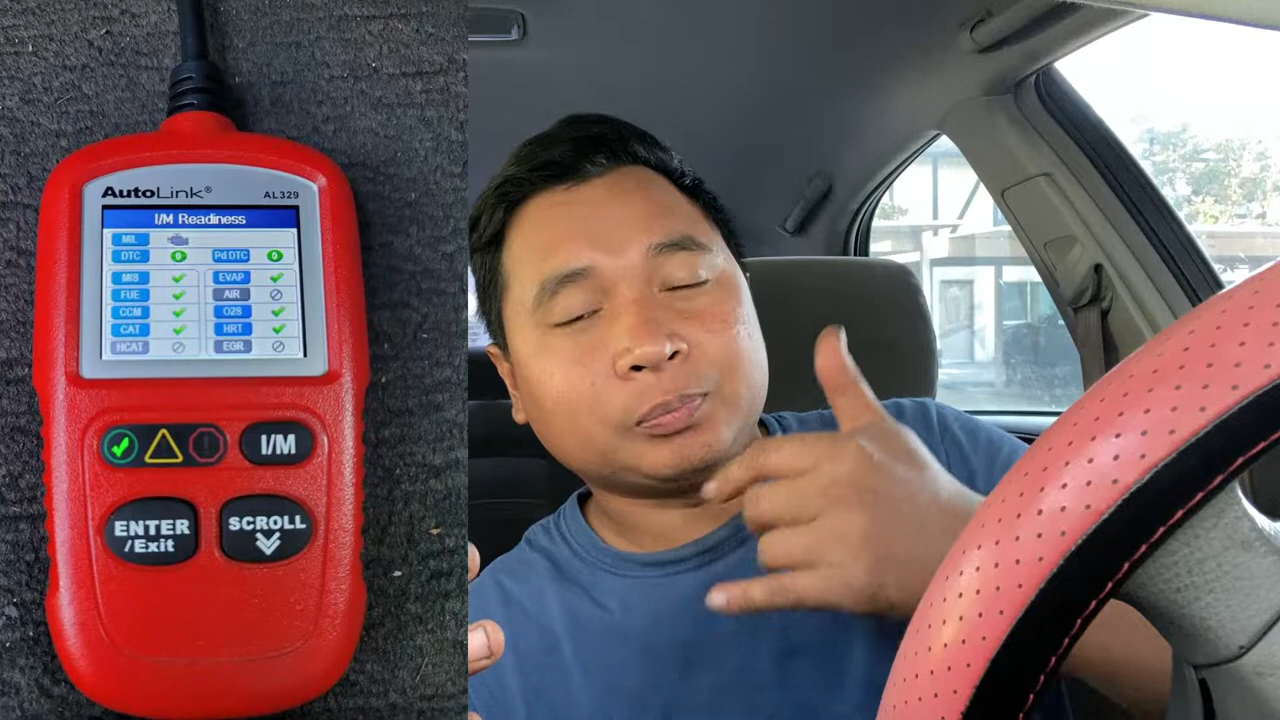 AutoLink®
AL329
I/M Readiness
MIL
DTC 0 Pd DTC 0
MIS EVAP
FUE AIR
CCM O2S
CAT HRT
HCAT EGR
I/M
ENTER
/Exit
SCROLL